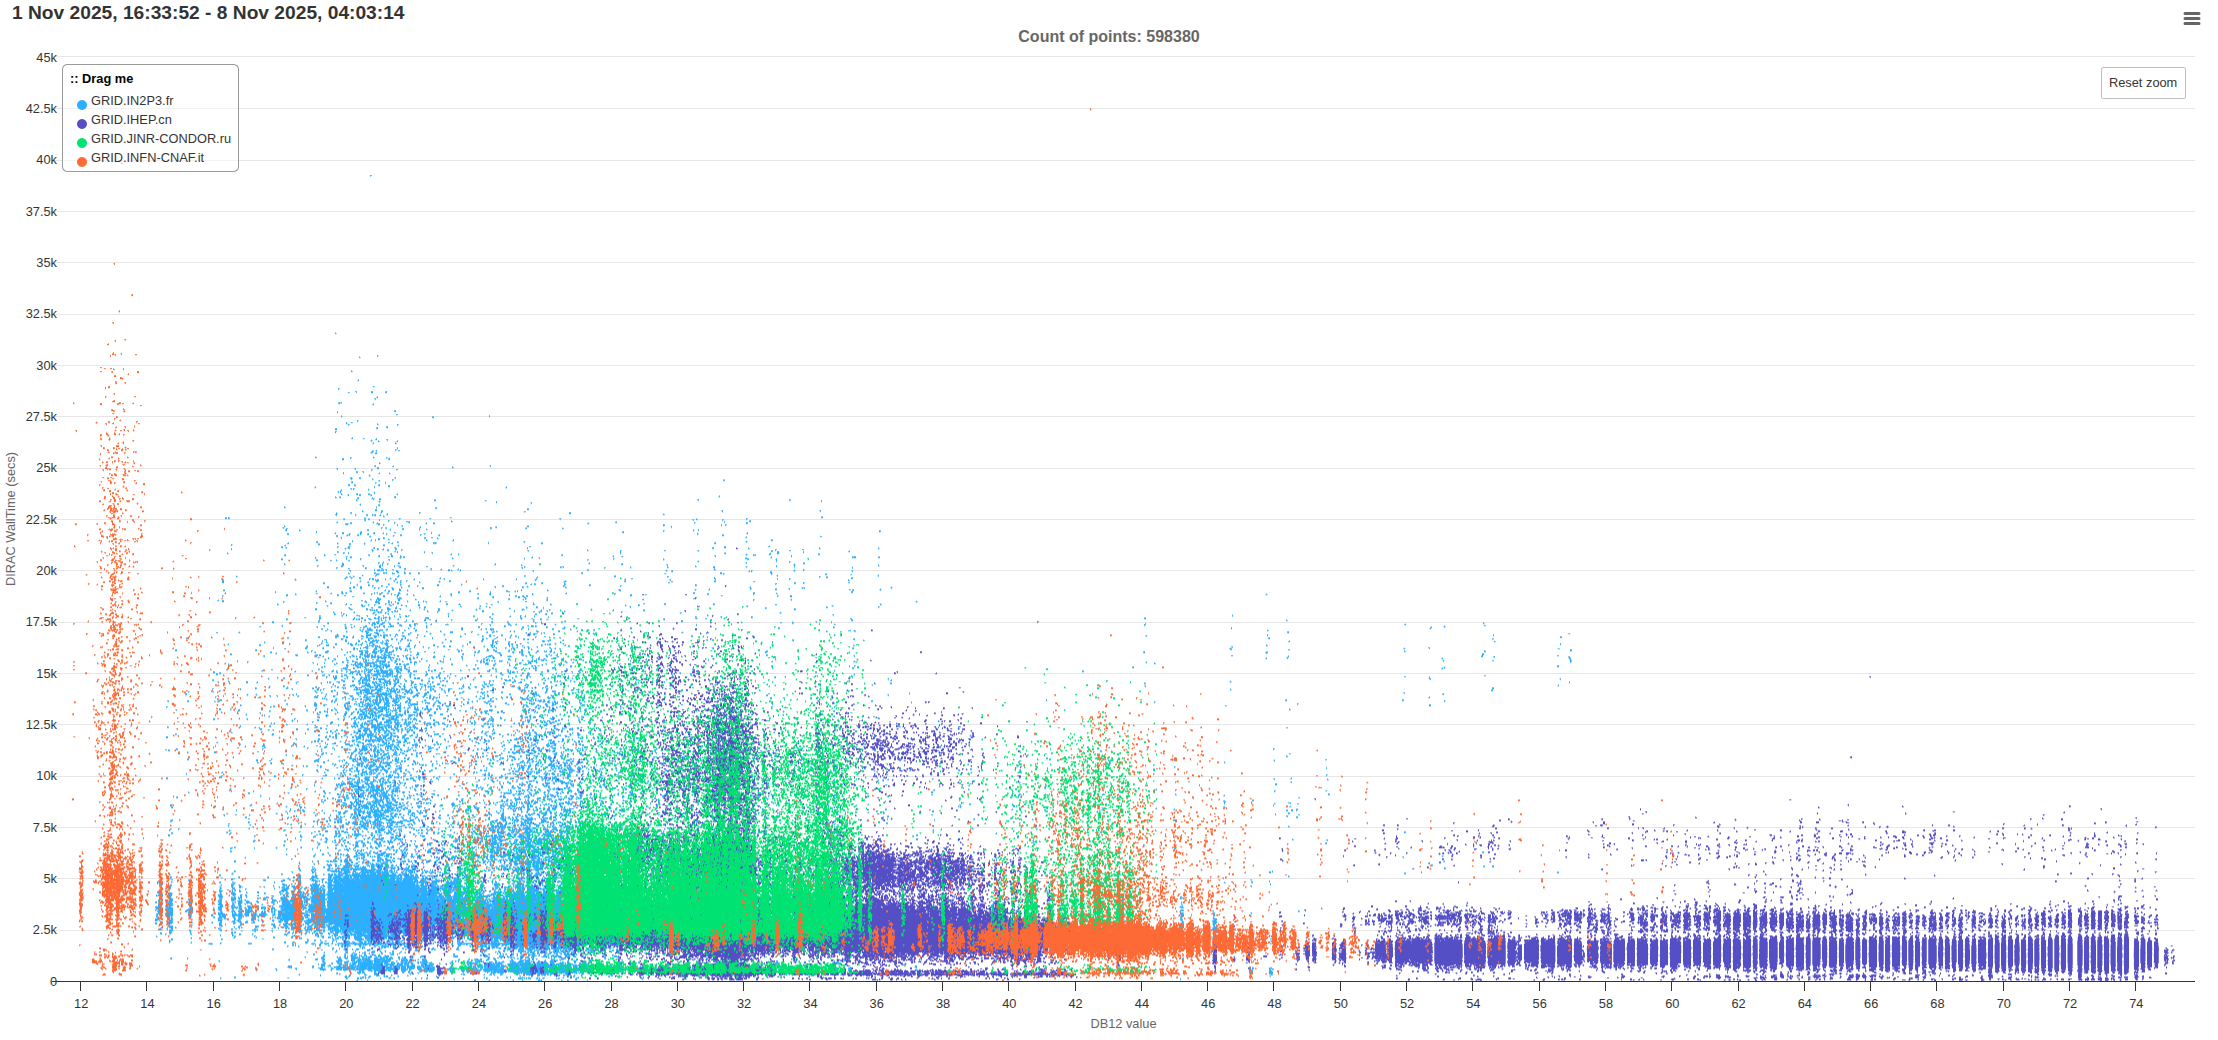 1 Nov 2025, 16:33:52 - 8 Nov 2025, 04:03:14
Count of points: 598380
:: Drag me
GRID.IN2P3.fr
GRID.IHEP.cn
GRID.JINR-CONDOR.ru
GRID.INFN-CNAF.it
Reset zoom
DIRAC WallTime (secs)
45k
42.5k
40k
37.5k
35k
32.5k
30k
27.5k
25k
22.5k
20k
17.5k
15k
12.5k
10k
7.5k
5k
2.5k
0
12 14 16 18 20 22 24 26 28 30 32 34 36 38 40 42 44 46 48 50 52 54 56 58 60 62 64 66 68 70 72 74
DB12 value